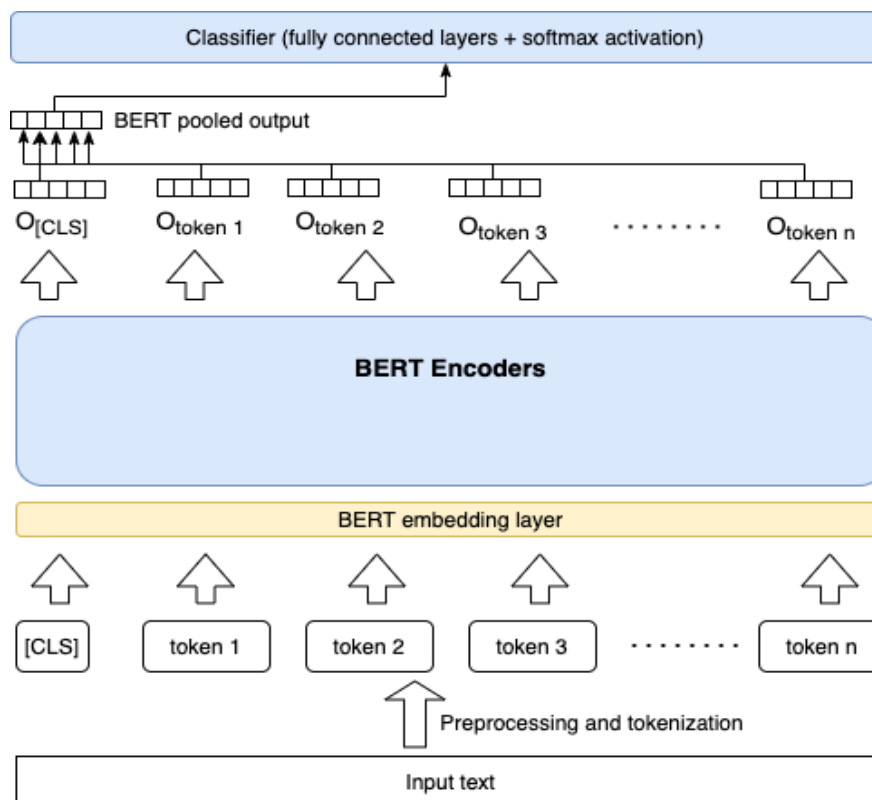 Classifier (fully connected layers + softmax activation)
BERT pooled output
O[CLS] Otoken 1 Otoken 2 Otoken 3 ........ Otoken n
BERT Encoders
BERT embedding layer
[CLS] token 1 token 2 token 3 ........ token n
Preprocessing and tokenization
Input text